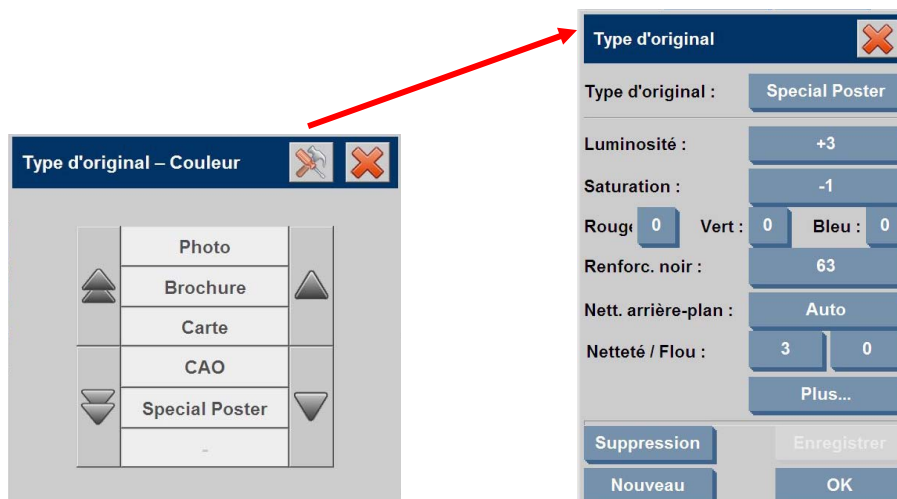 Type d'original – Couleur
Photo
Brochure
Carte
CAO
Special Poster
-
Type d'original
Type d'original : Special Poster
Luminosité : +3
Saturation : -1
Roug 0 Vert : 0 Bleu : 0
Renforc. noir : 63
Nett. arrière-plan : Auto
Netteté / Flou : 3 0
Plus...
Suppression Enregistrer
Nouveau OK